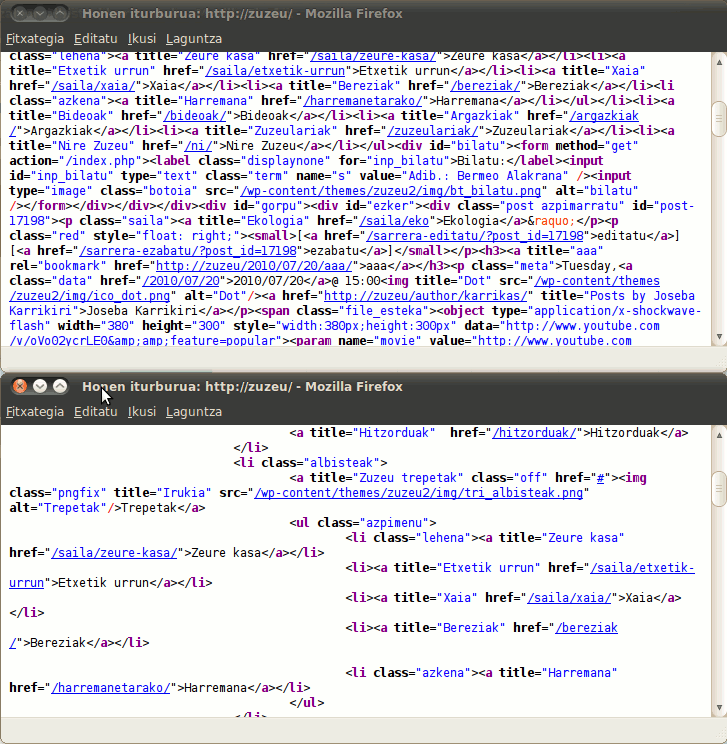 Honen iturburua: http://zuzeu/ - Mozilla Firefox
Fitxategia Editatu Ikusi Laguntza
class="lehena"><a title="Zeure kasa" href="/saila/zeure-kasa/">Zeure kasa</a></li><li><a
title="Etxetik urrun" href="/saila/etxetik-urrun">Etxetik urrun</a></li><li><a title="Xaia"
href="/saila/xaia/">Xaia</a></li><li><a title="Bereziak" href="/bereziak/">Bereziak</a></li><li
class="azkena"><a title="Harremana" href="/harremanetarako/">Harremana</a></li></ul></li><li><a
title="Bideoak" href="/bideoak/">Bideoak</a></li><li><a title="Argazkiak" href="/argazkiak
/">Argazkiak</a></li><li><a title="Zuzeulariak" href="/zuzeulariak/">Zuzeulariak</a></li><li><a
title="Nire Zuzeu" href="/ni/">Nire Zuzeu</a></li></ul><div id="bilatu"><form method="get"
action="/index.php"><label class="displaynone" for="inp_bilatu">Bilatu:</label><input
id="inp_bilatu" type="text" class="term" name="s" value="Adib.: Bermeo Alakrana" /><input
type="image" class="botoia" src="/wp-content/themes/zuzeu2/img/bt_bilatu.png" alt="bilatu"
/></form></div></div></div><div id="gorpu"><div id="ezker"><div class="post azpimarratu" id="post-
17198"><p class="saila"><a title="Ekologia" href="/saila/eko">Ekologia</a>&raquo;</p><p
class="red" style="float: right;"><small>[<a href="/sarrera-editatu/?post_id=17198">editatu</a>]
[<a href="/sarrera-ezabatu/?post_id=17198">ezabatu</a>]</small></p><h3><a title="aaa"
rel="bookmark" href="http://zuzeu/2010/07/20/aaa/">aaa</a></h3><p class="meta">Tuesday,<a
class="data" href="/2010/07/20">2010/07/20</a>@ 15:00<img title="Dot" src="/wp-content/themes
/zuzeu2/img/ico_dot.png" alt="Dot"/><a href="http://zuzeu/author/karrikas/" title="Posts by Joseba
Karrikiri">Joseba Karrikiri</a></p><span class="file_esteka"><object type="application/x-shockwave-
flash" width="380" height="300" style="width:380px;height:300px" data="http://www.youtube.com
/v/oVo02ycrLE0&amp;amp;feature=popular"><param name="movie" value="http://www.youtube.com
Honen iturburua: http://zuzeu/ - Mozilla Firefox
Fitxategia Editatu Ikusi Laguntza
<a title="Hitzorduak"  href="/hitzorduak/">Hitzorduak</a>
</li>
<li class="albisteak">
<a title="Zuzeu trepetak" class="off" href="#"><img
class="pngfix" title="Irukia" src="/wp-content/themes/zuzeu2/img/tri_albisteak.png"
alt="Trepetak"/>Trepetak</a>
<ul class="azpimenu">
<li class="lehena"><a title="Zeure kasa"
href="/saila/zeure-kasa/">Zeure kasa</a></li>
<li><a title="Etxetik urrun" href="/saila/etxetik-
urrun">Etxetik urrun</a></li>
<li><a title="Xaia" href="/saila/xaia/">Xaia</a>
</li>
<li><a title="Bereziak" href="/bereziak
/">Bereziak</a></li>
<li class="azkena"><a title="Harremana"
href="/harremanetarako/">Harremana</a></li>
</ul>
</li>